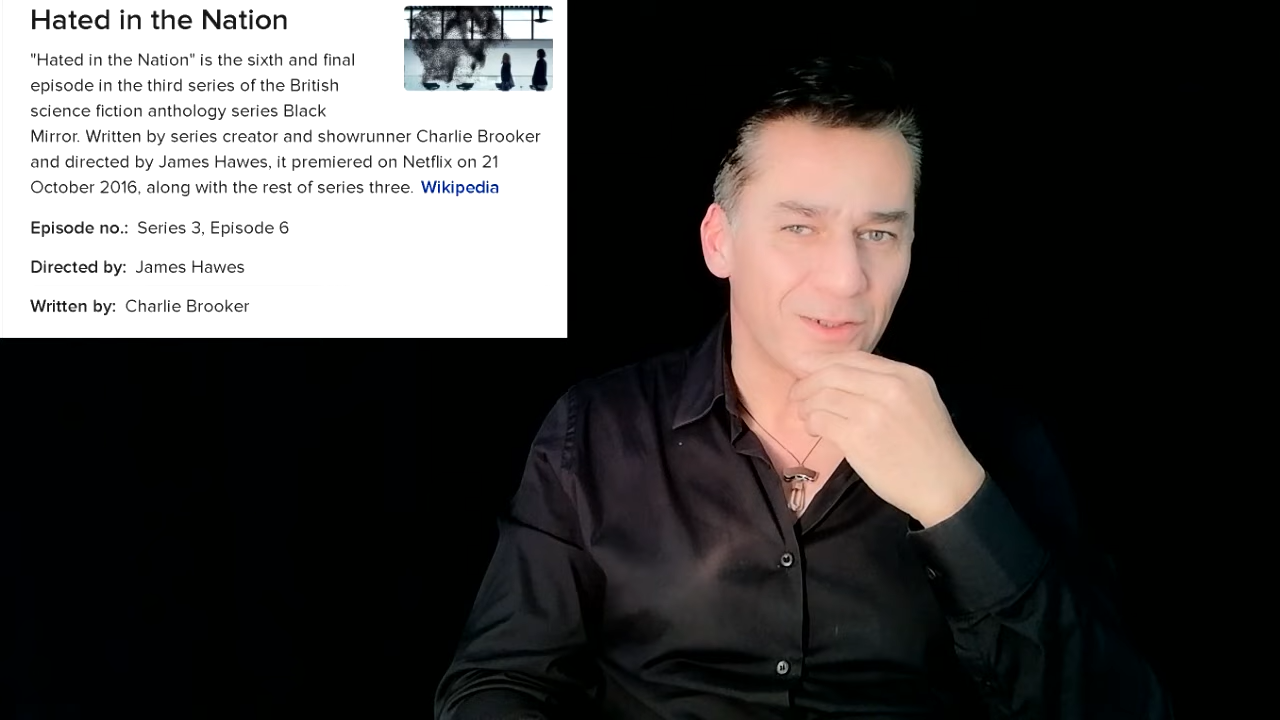 Hated in the Nation
"Hated in the Nation" is the sixth and final
episode in the third series of the British
science fiction anthology series Black
Mirror. Written by series creator and showrunner Charlie Brooker
and directed by James Hawes, it premiered on Netflix on 21
October 2016, along with the rest of series three. Wikipedia
Episode no.: Series 3, Episode 6
Directed by: James Hawes
Written by: Charlie Brooker